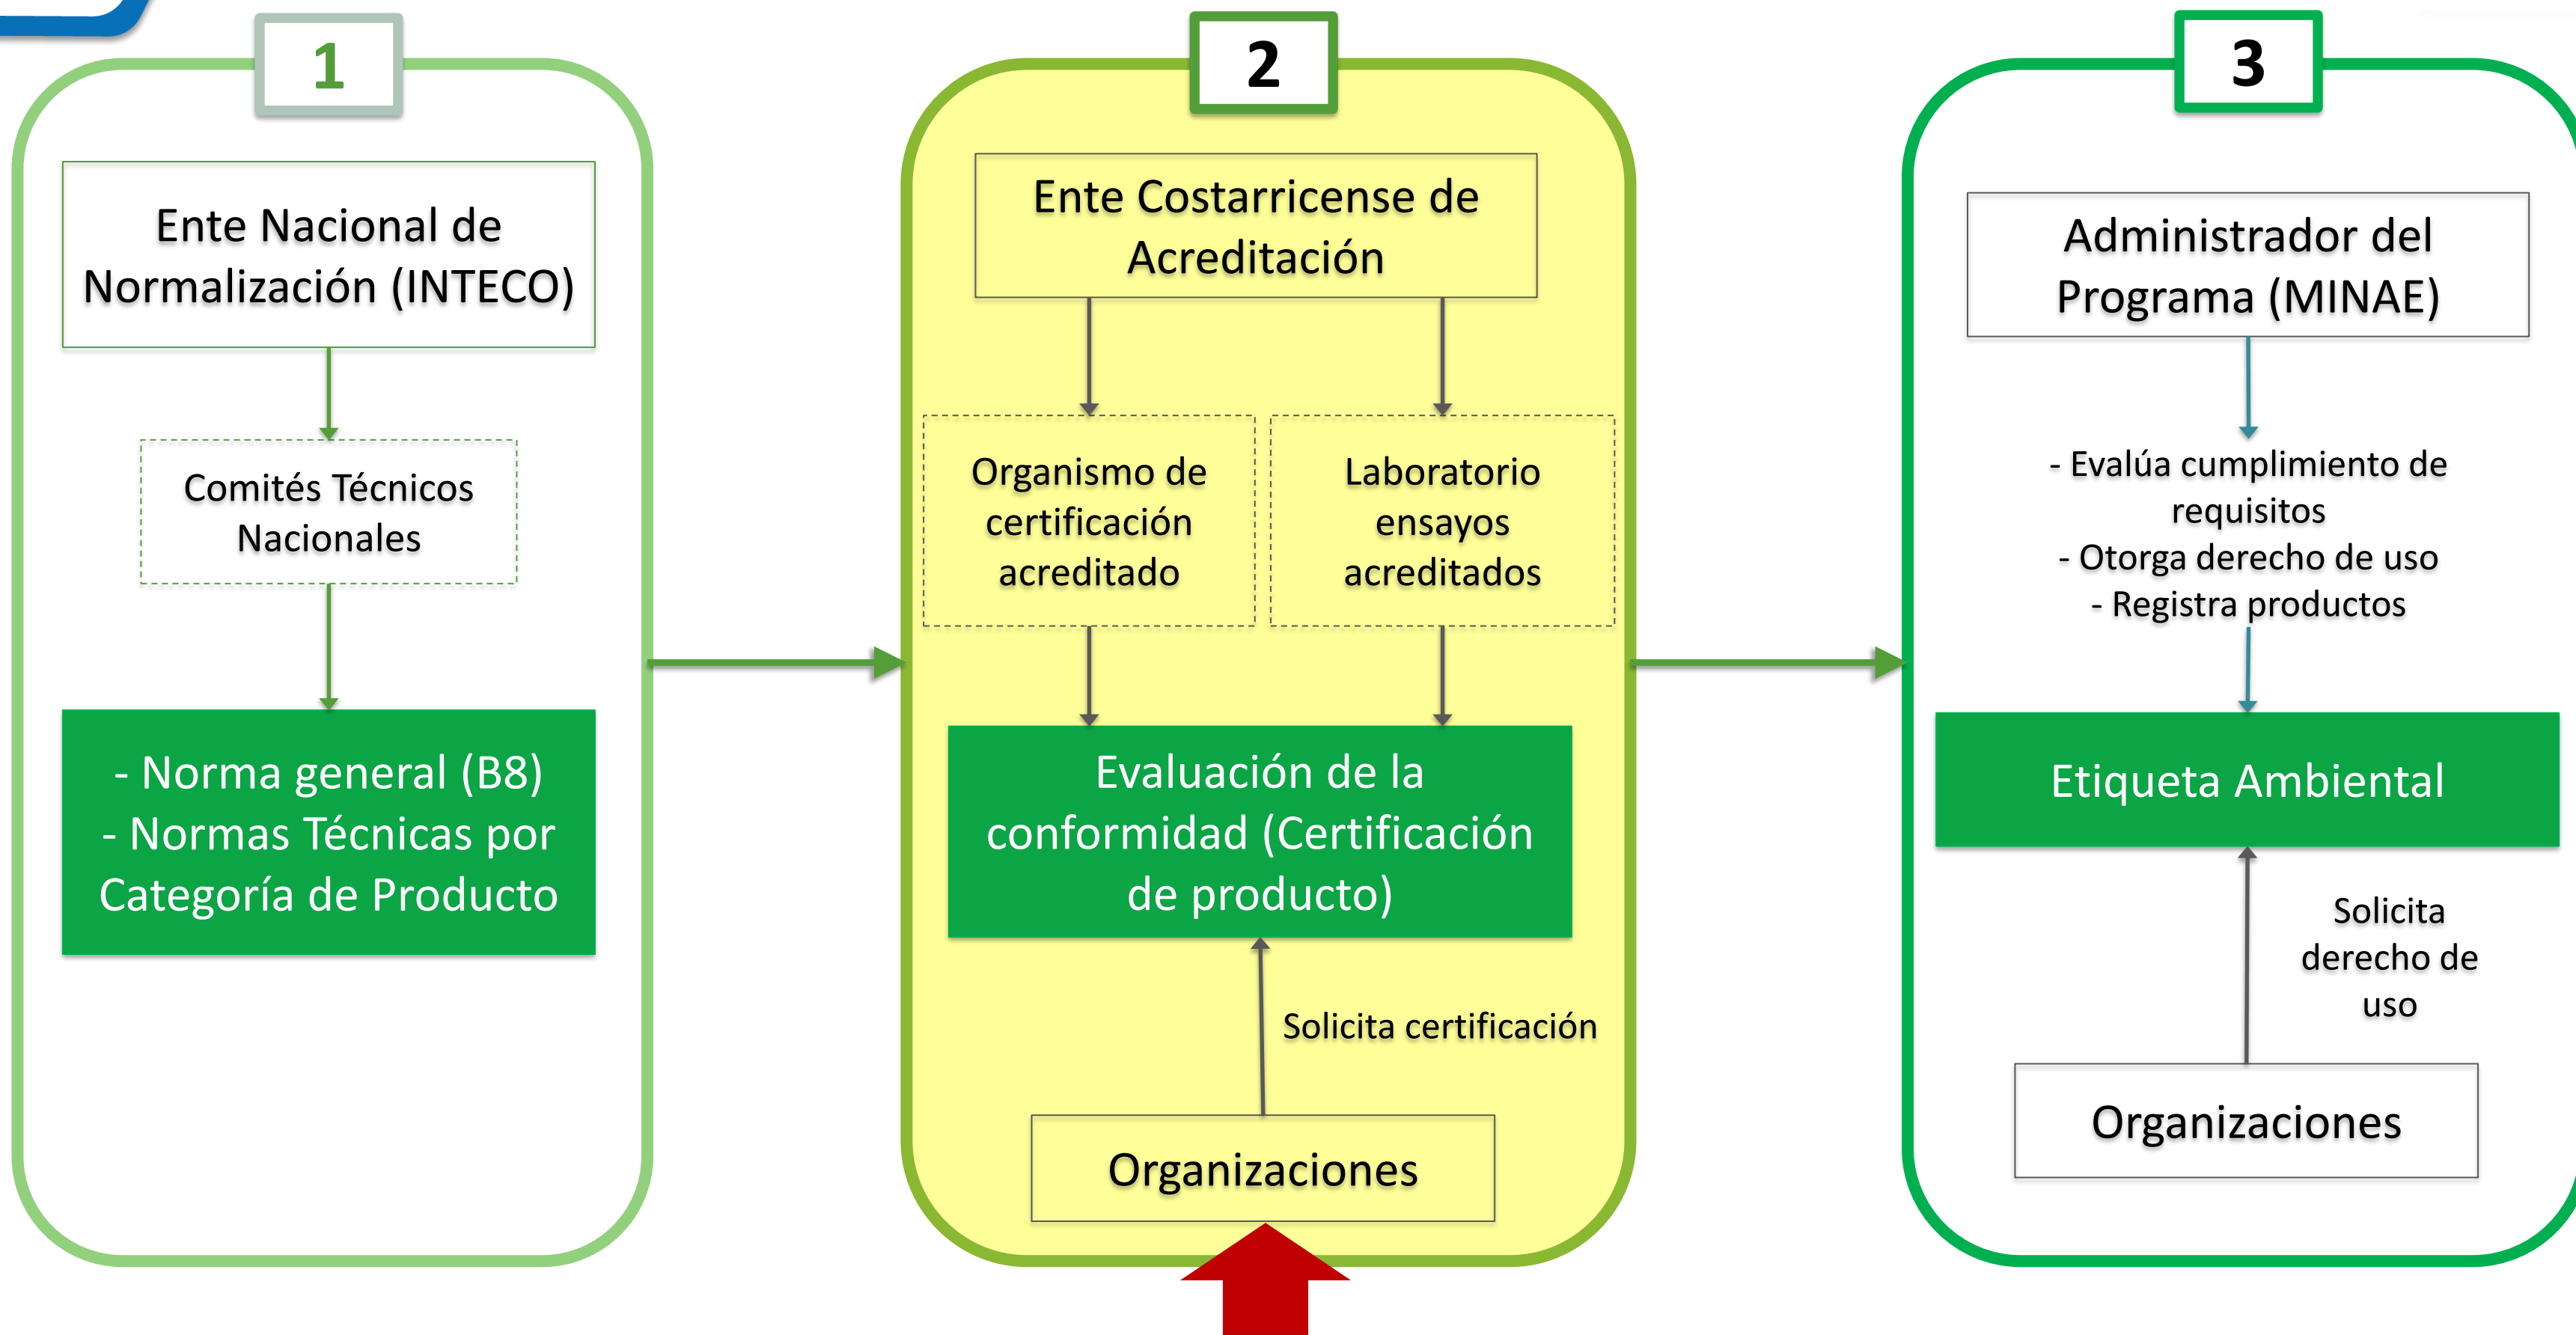 1
Ente Nacional de
Normalización (INTECO)
Comités Técnicos
Nacionales
- Norma general (B8)
- Normas Técnicas por
Categoría de Producto
2
Ente Costarricense de
Acreditación
Organismo de
certificación
acreditado
Laboratorio
ensayos
acreditados
Evaluación de la
conformidad (Certificación
de producto)
Solicita certificación
Organizaciones
3
Administrador del
Programa (MINAE)
- Evalúa cumplimiento de
requisitos
- Otorga derecho de uso
- Registra productos
Etiqueta Ambiental
Solicita
derecho de
uso
Organizaciones